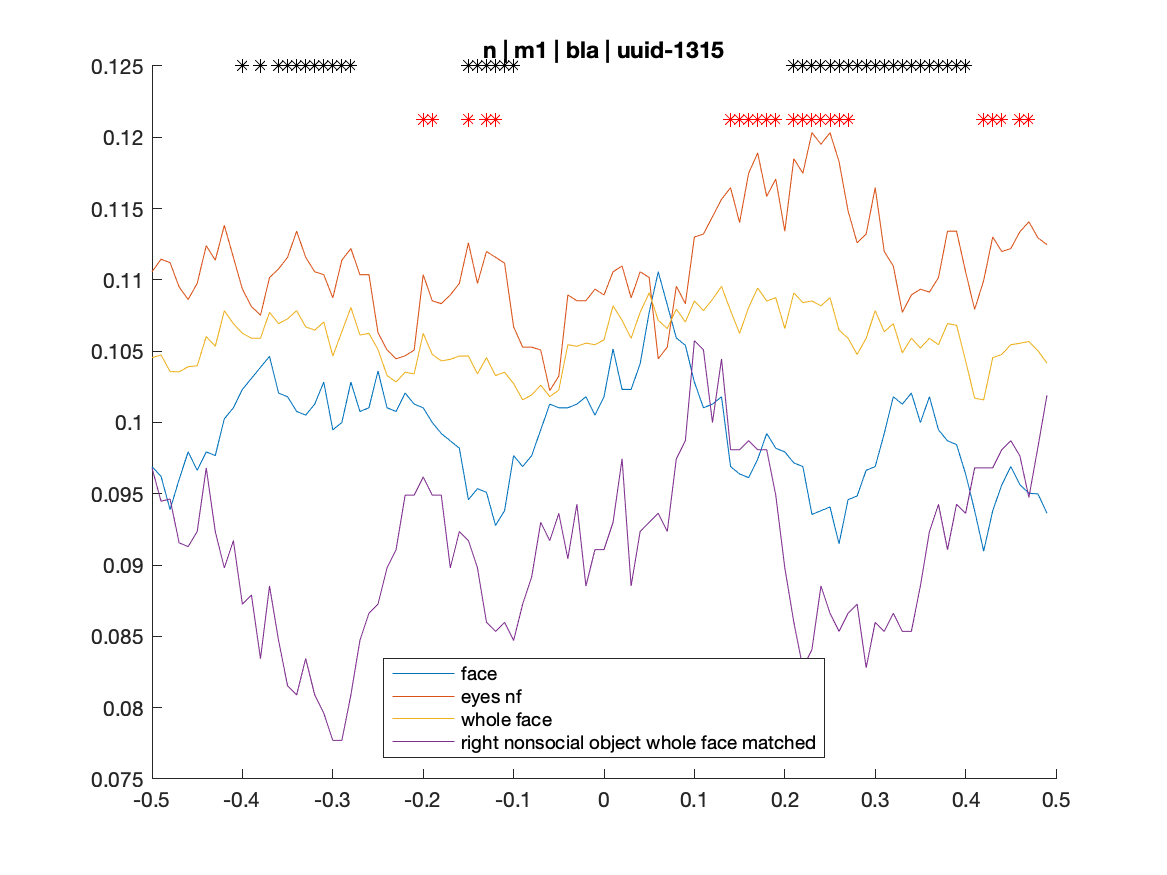 n | m1 | bla | uuid-1315
0.125
0.12
0.115
0.11
0.105
0.1
0.095
0.09
0.085
0.08
0.075
face
eyes nf
whole face
right nonsocial object whole face matched
-0.5 -0.4 -0.3 -0.2 -0.1 0 0.1 0.2 0.3 0.4 0.5